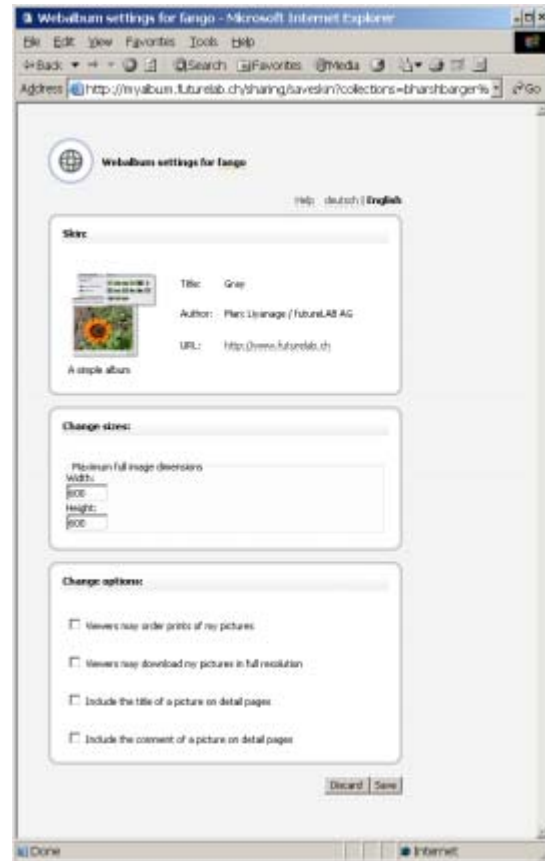 Webalbum settings for fango - Microsoft Internet Explorer
File Edit View Favorites Tools Help
Back Search Favorites Media
Address http://myalbum.futurelab.ch/sharing/saveskin?collections=bharshbarger% Go
Webalbum settings for fango
Help deutsch | English
Skin:
Title: Gray
Author: Marc Liyanage / futureLAB AG
URL: http://www.futurelab.ch
A simple album
Change sizes:
Maximum full image dimensions
Width:
600
Height:
600
Change options:
Viewers may order prints of my pictures
Viewers may download my pictures in full resolution
Include the title of a picture on detail pages
Include the comment of a picture on detail pages
Discard Save
Done Internet